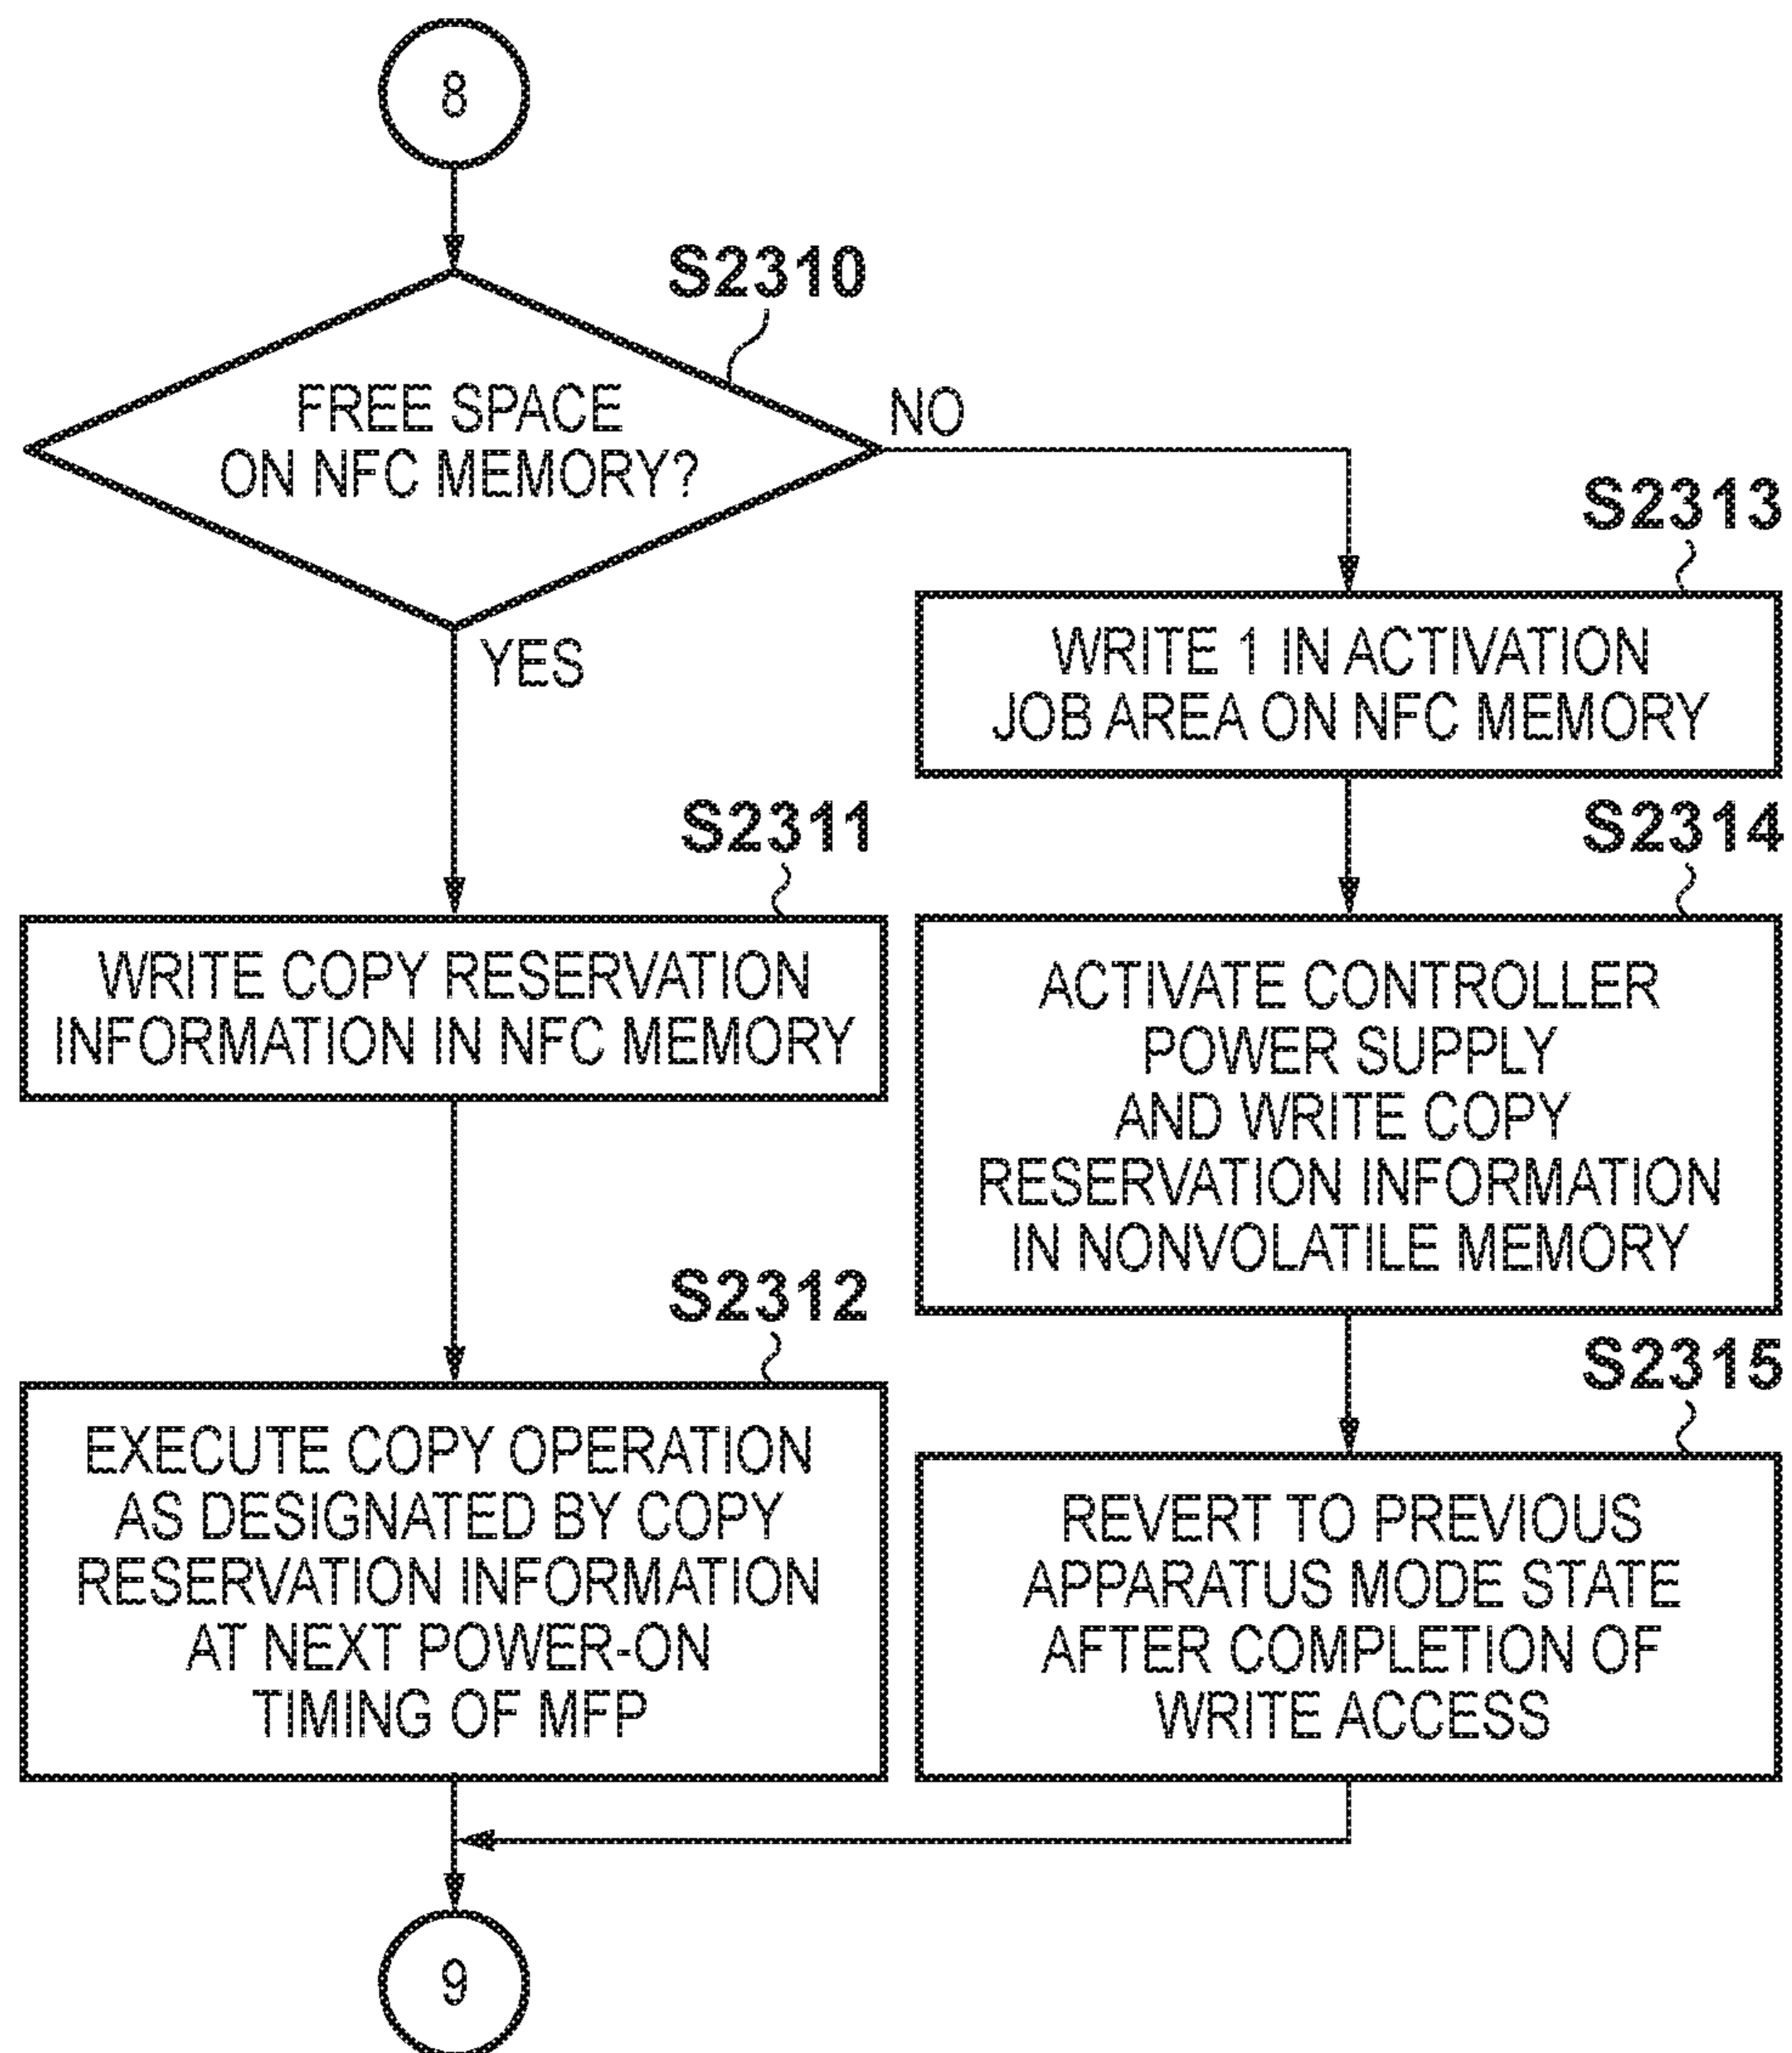 8
S2310
FREE SPACE
ON NFC MEMORY?
NO
YES
S2313
WRITE 1 IN ACTIVATION
JOB AREA ON NFC MEMORY
S2311
WRITE COPY RESERVATION
INFORMATION IN NFC MEMORY
S2314
ACTIVATE CONTROLLER
POWER SUPPLY
AND WRITE COPY
RESERVATION INFORMATION
IN NONVOLATILE MEMORY
S2312
EXECUTE COPY OPERATION
AS DESIGNATED BY COPY
RESERVATION INFORMATION
AT NEXT POWER-ON
TIMING OF MFP
S2315
REVERT TO PREVIOUS
APPARATUS MODE STATE
AFTER COMPLETION OF
WRITE ACCESS
9